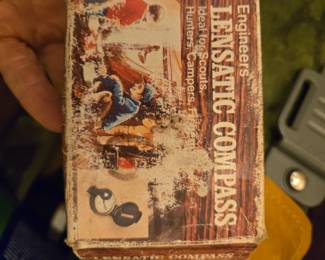 Engineers
LENSATIC COMPASS
Ideal for Scouts,
Hunters, Campers,
LENSATIC COMPASS